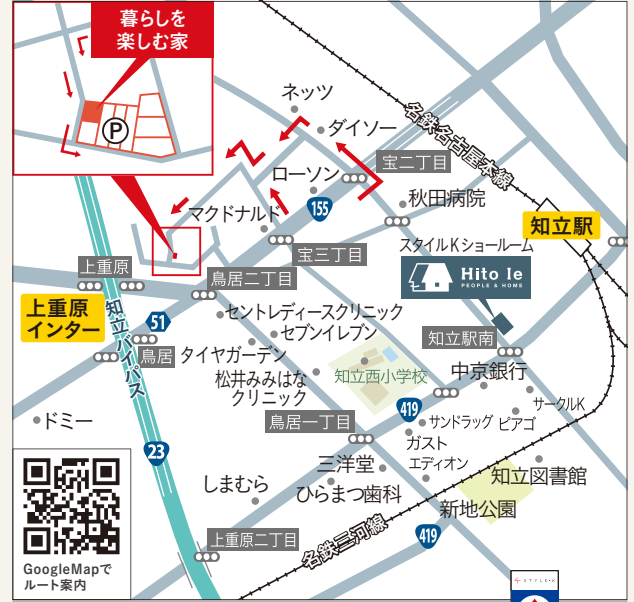 暮らしを
楽しむ家
P
ネッツ
ダイソー
名鉄名古屋本線
宝二丁目
ローソン
秋田病院
155
マクドナルド
知立駅
宝三丁目
スタイルKショールーム
上重原
鳥居二丁目
Hito Ie
PEOPLE & HOME
上重原
インター
知立バイパス
51
セントレディースクリニック
セブンイレブン
知立駅南
鳥居
タイヤガーデン
松井みみはな
クリニック
知立西小学校
中京銀行
419
サークルK
ドミー
鳥居一丁目
サンドラッグ
ピアゴ
ガスト
23
三洋堂
エディオン
しまむら
ひらまつ歯科
知立図書館
新地公園
上重原二丁目
名鉄三河線
419
GoogleMapで
ルート案内
STYLE・K